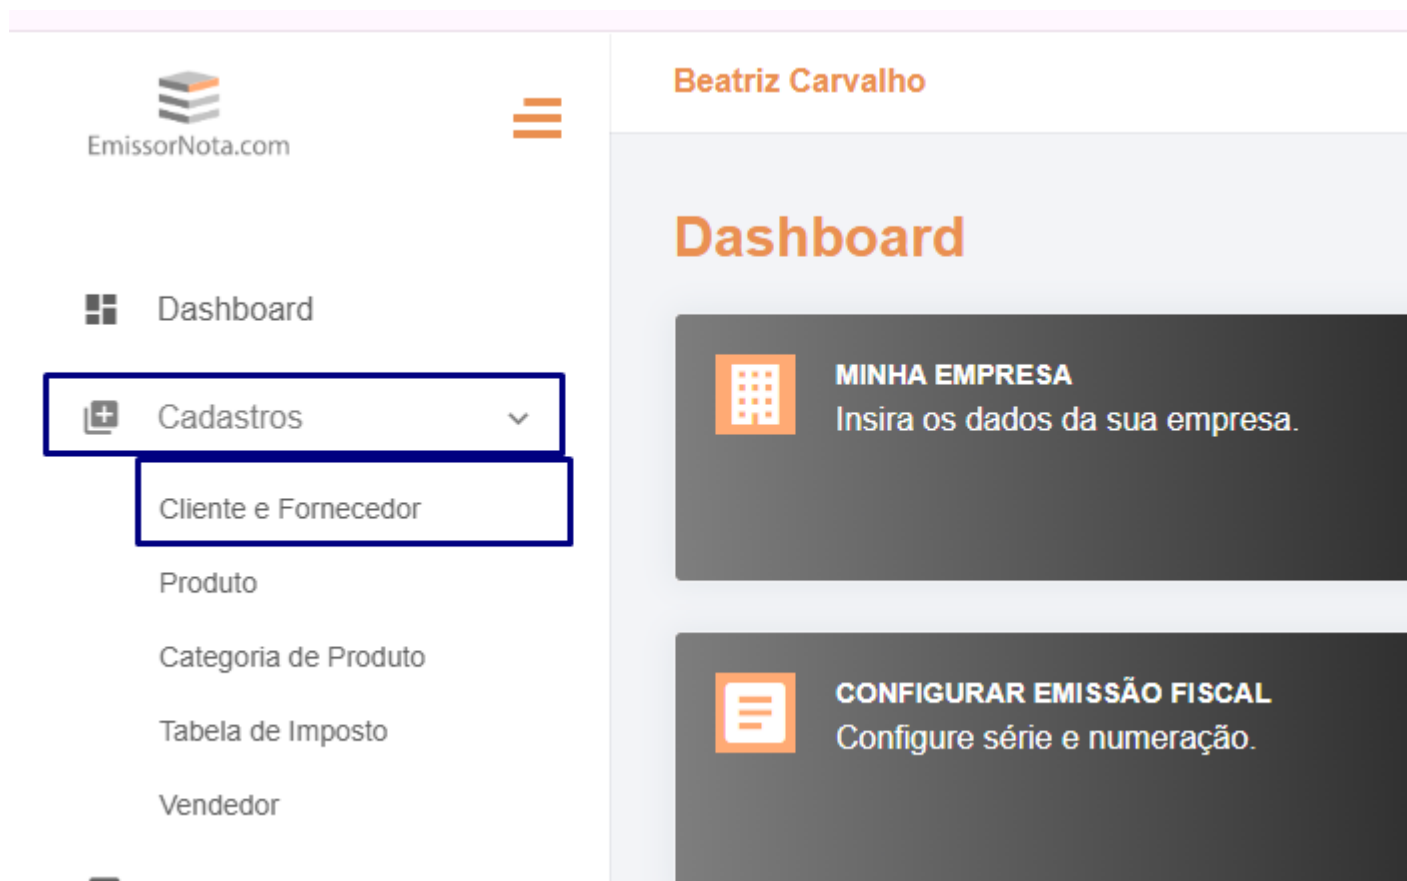 EmissorNota.com
Beatriz Carvalho
Dashboard
Dashboard
Cadastros
Cliente e Fornecedor
Produto
Categoria de Produto
Tabela de Imposto
Vendedor
MINHA EMPRESA
Insira os dados da sua empresa.
CONFIGURAR EMISSÃO FISCAL
Configure série e numeração.